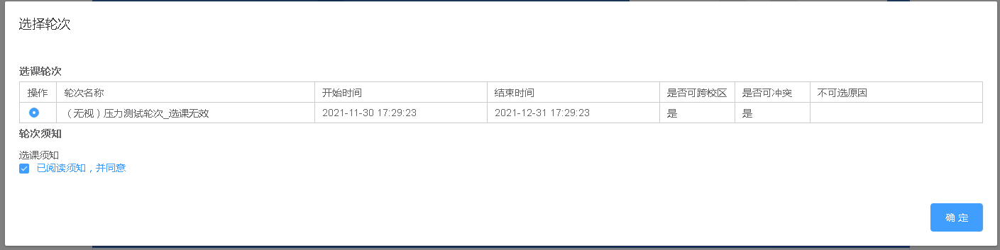 选择轮次
选课轮次
操作 轮次名称 开始时间 结束时间 是否可跨校区 是否可冲突 不可选原因
（无视）压力测试轮次_选课无效 2021-11-30 17:29:23 2021-12-31 17:29:23 是 是
轮次须知
选课须知
已阅读须知，并同意
确 定